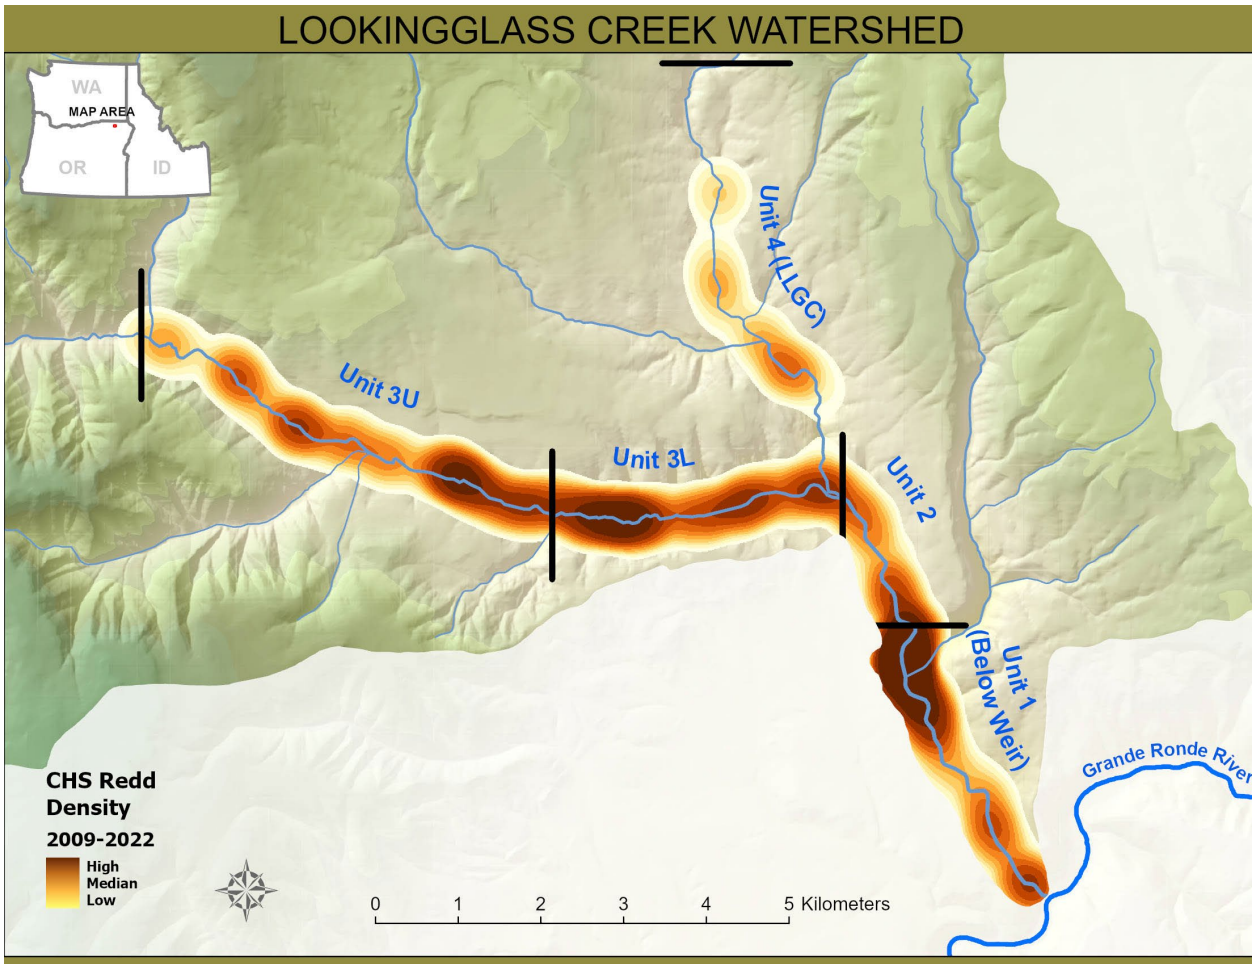 LOOKINGGLASS CREEK WATERSHED
WA
MAP AREA
OR
ID
Unit 4 (LLGC)
Unit 3U
Unit 3L
Unit 2
Unit 1
(Below Weir)
Grande Ronde River
CHS Redd
Density
2009-2022
High
Median
Low
0 1 2 3 4 5 Kilometers